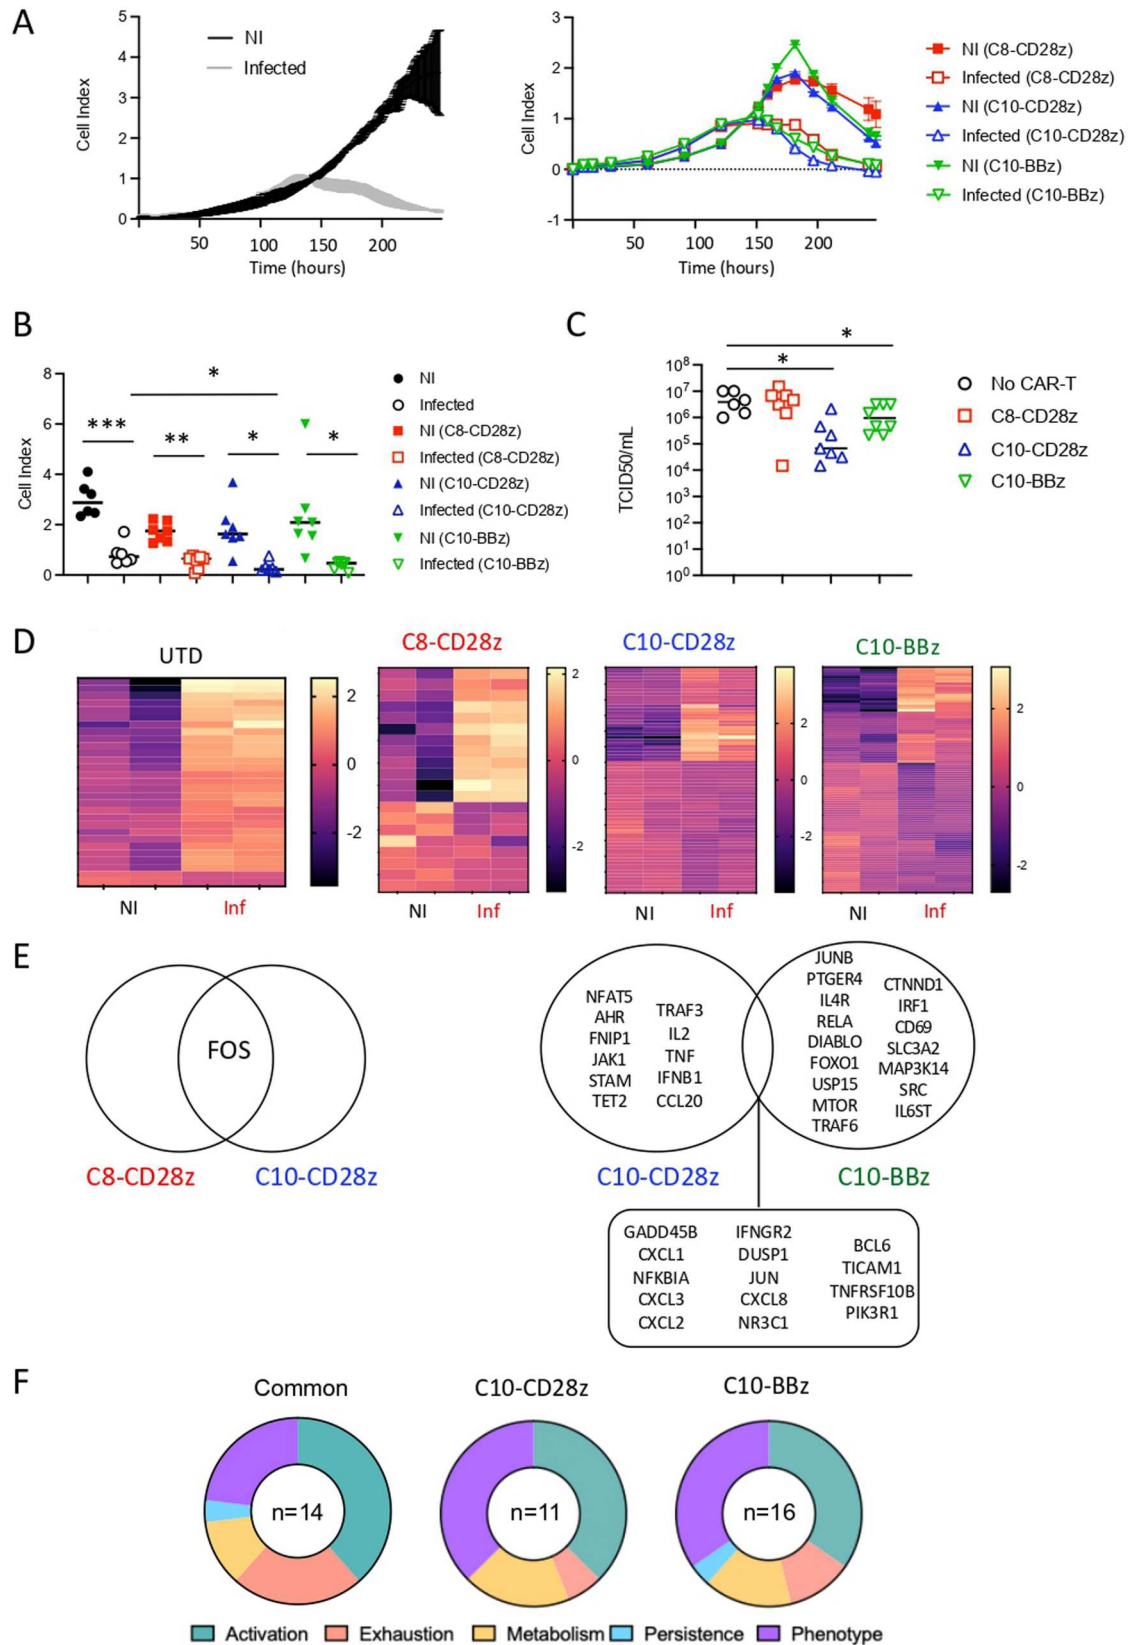 A
5
4
3
2
1
0
Cell Index
NI
Infected
50
100
150
200
Time (hours)
3
2
1
0
-1
Cell Index
50
100
150
200
Time (hours)
NI (C8-CD28z)
Infected (C8-CD28z)
NI (C10-CD28z)
Infected (C10-CD28z)
NI (C10-BBz)
Infected (C10-BBz)
B
8
6
4
2
0
Cell Index
*
***
**
*
*
NI
Infected
NI (C8-CD28z)
Infected (C8-CD28z)
NI (C10-CD28z)
Infected (C10-CD28z)
NI (C10-BBz)
Infected (C10-BBz)
C
*
*
10⁸
10⁷
10⁶
10⁵
10⁴
10³
10²
10¹
10⁰
TCID50/mL
No CAR-T
C8-CD28z
C10-CD28z
C10-BBz
D
UTD
2
0
-2
NI
Inf
C8-CD28z
2
0
-2
NI
Inf
C10-CD28z
2
0
-2
NI
Inf
C10-BBz
2
0
-2
NI
Inf
E
FOS
C8-CD28z
C10-CD28z
NFAT5
AHR
FNIP1
JAK1
STAM
TET2
TRAF3
IL2
TNF
IFNB1
CCL20
JUNB
PTGER4
IL4R
RELA
DIABLO
FOXO1
USP15
MTOR
TRAF6
CTNND1
IRF1
CD69
SLC3A2
MAP3K14
SRC
IL6ST
C10-CD28z
C10-BBz
GADD45B
CXCL1
NFKBIA
CXCL3
CXCL2
IFNGR2
DUSP1
JUN
CXCL8
NR3C1
BCL6
TICAM1
TNFRSF10B
PIK3R1
F
Common
n=14
C10-CD28z
n=11
C10-BBz
n=16
Activation
Exhaustion
Metabolism
Persistence
Phenotype